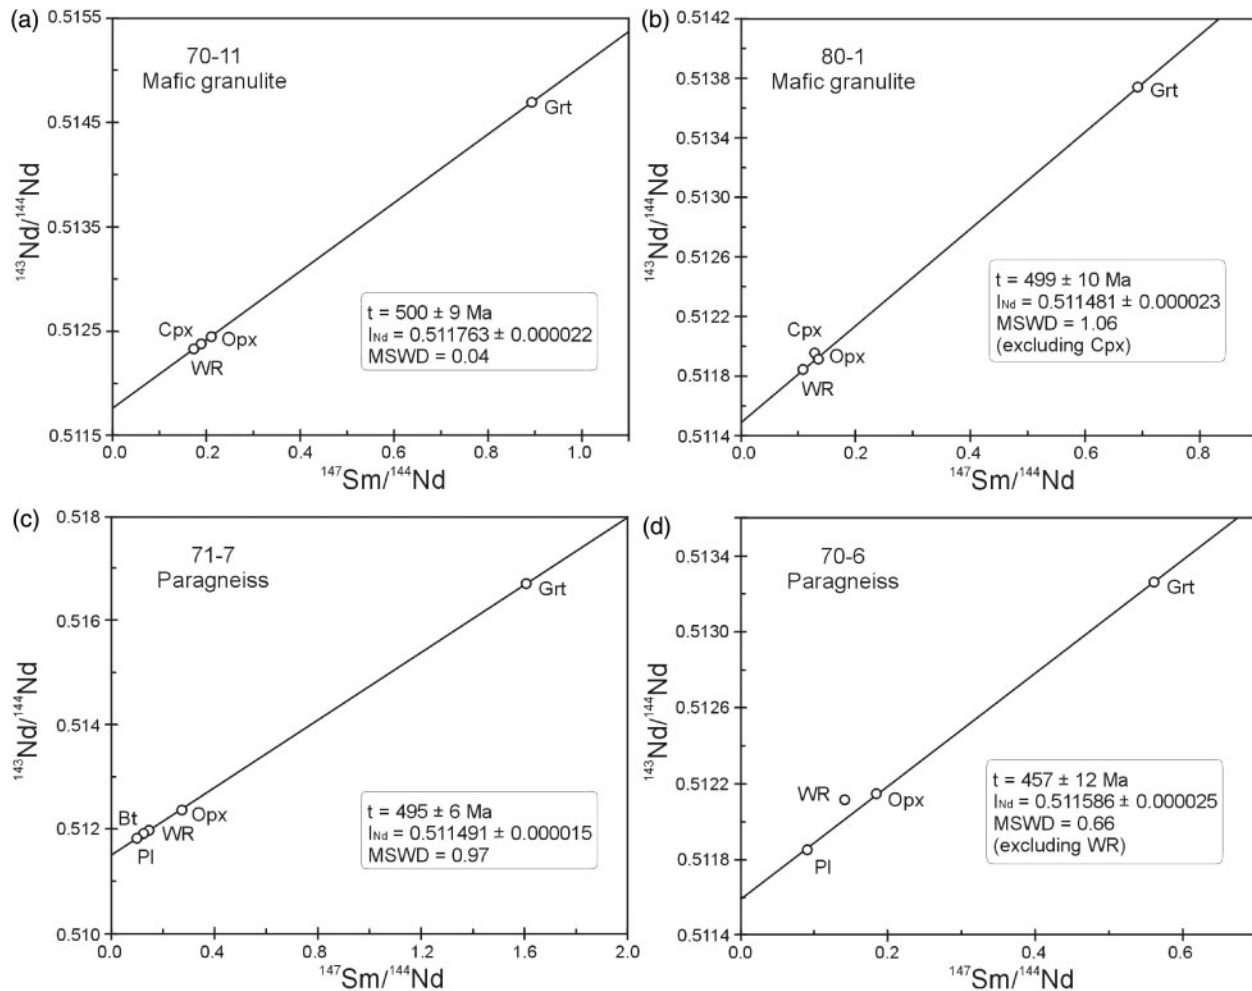 (a)
70-11
Mafic granulite
0.5155
0.5145
0.5135
0.5125
0.5115
¹⁴³Nd/¹⁴⁴Nd
Grt
Cpx
Opx
WR
t = 500 ± 9 Ma
I_Nd = 0.511763 ± 0.000022
MSWD = 0.04
0.0 0.2 0.4 0.6 0.8 1.0
¹⁴⁷Sm/¹⁴⁴Nd
(b)
80-1
Mafic granulite
0.5142
0.5138
0.5134
0.5130
0.5126
0.5122
0.5118
0.5114
¹⁴³Nd/¹⁴⁴Nd
Grt
Cpx
Opx
WR
t = 499 ± 10 Ma
I_Nd = 0.511481 ± 0.000023
MSWD = 1.06
(excluding Cpx)
0.0 0.2 0.4 0.6 0.8
¹⁴⁷Sm/¹⁴⁴Nd
(c)
71-7
Paragneiss
0.518
0.516
0.514
0.512
0.510
¹⁴³Nd/¹⁴⁴Nd
Grt
Bt
Opx
WR
Pl
t = 495 ± 6 Ma
I_Nd = 0.511491 ± 0.000015
MSWD = 0.97
0.0 0.4 0.8 1.2 1.6 2.0
¹⁴⁷Sm/¹⁴⁴Nd
(d)
70-6
Paragneiss
0.5134
0.5130
0.5126
0.5122
0.5118
0.5114
¹⁴³Nd/¹⁴⁴Nd
Grt
WR
Opx
Pl
t = 457 ± 12 Ma
I_Nd = 0.511586 ± 0.000025
MSWD = 0.66
(excluding WR)
0.0 0.2 0.4 0.6
¹⁴⁷Sm/¹⁴⁴Nd